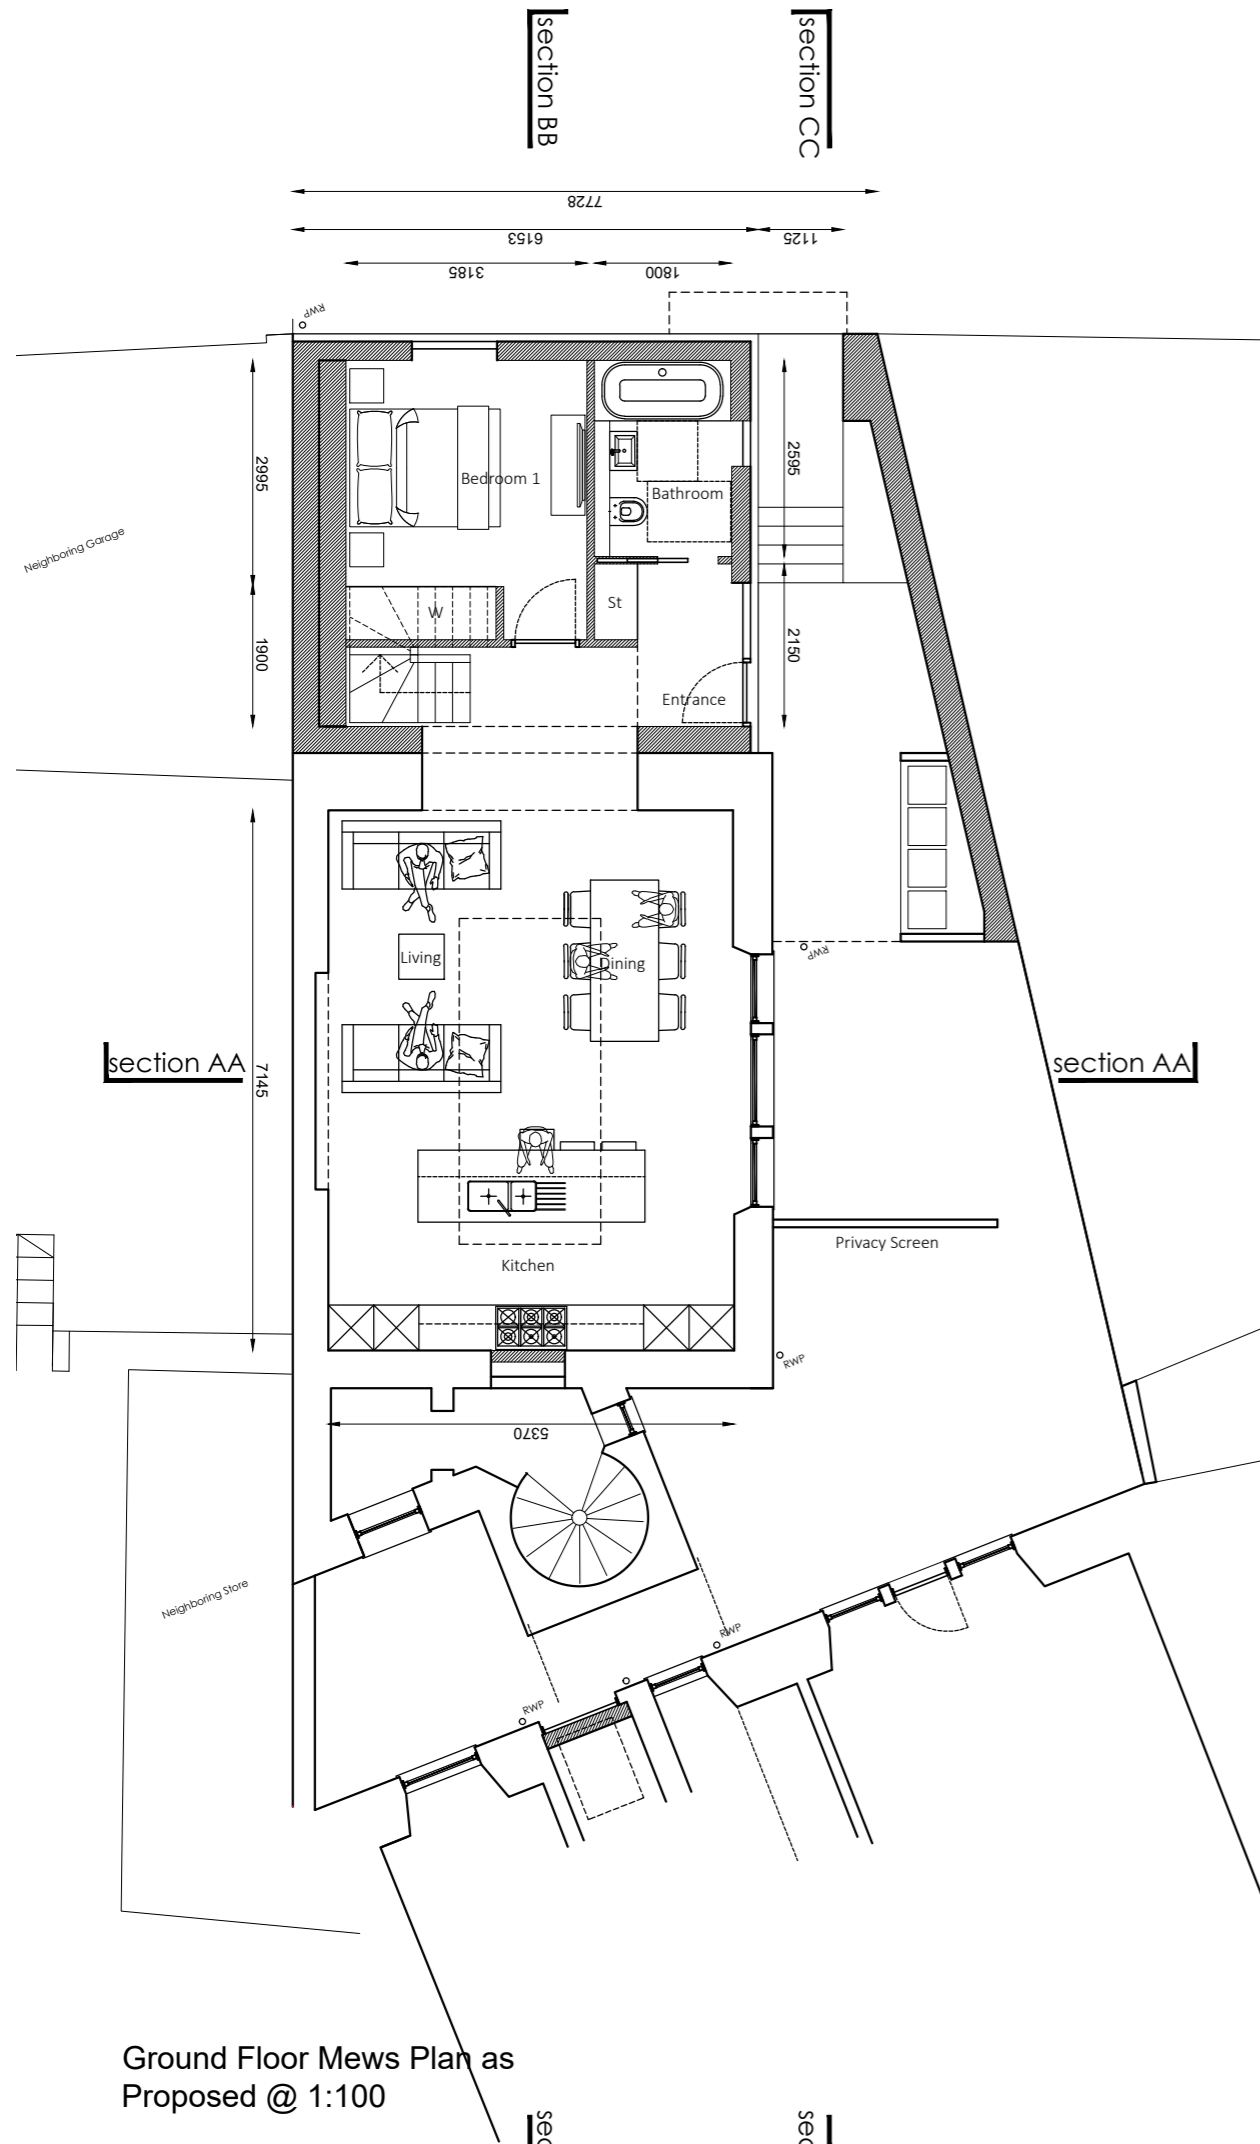 section BB
section CC
7728
6153
1125
3185
1800
RWP
2995
2595
Bedroom 1
Bathroom
Neighboring Garage
W
St
1900
2150
Entrance
Living
Dining
RWP
section AA
7145
section AA
Privacy Screen
Kitchen
RWP
5370
Neighboring Store
RWP
RWP
Ground Floor Mews Plan as
Proposed @ 1:100
sec
sec